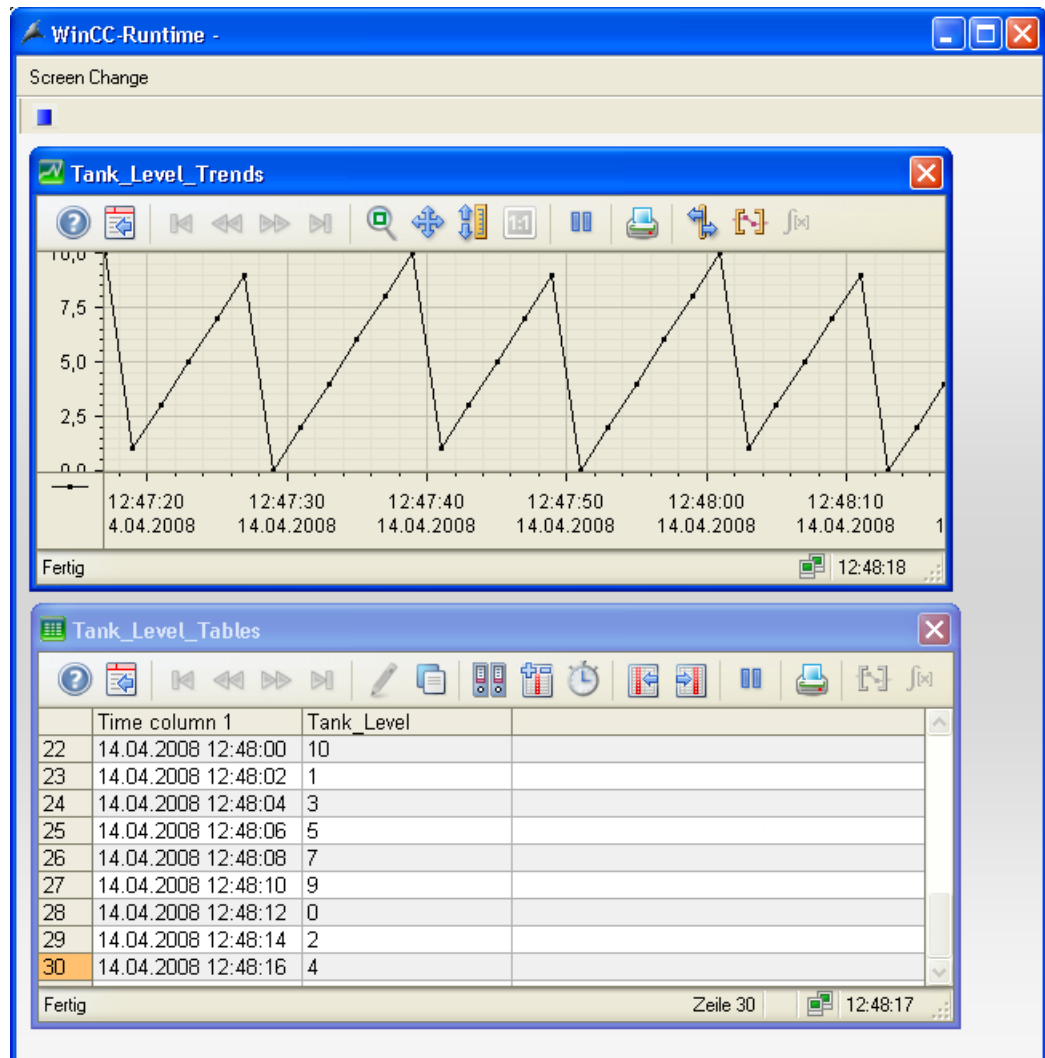 WinCC-Runtime -
Screen Change
Tank_Level_Trends
1:1
∫[x]
10,0
7,5
5,0
2,5
0,0
12:47:20 12:47:30 12:47:40 12:47:50 12:48:00 12:48:10
4.04.2008 14.04.2008 14.04.2008 14.04.2008 14.04.2008 14.04.2008 1
Fertig 12:48:18
Tank_Level_Tables
∫[x]
Time column 1 Tank_Level
22 14.04.2008 12:48:00 10
23 14.04.2008 12:48:02 1
24 14.04.2008 12:48:04 3
25 14.04.2008 12:48:06 5
26 14.04.2008 12:48:08 7
27 14.04.2008 12:48:10 9
28 14.04.2008 12:48:12 0
29 14.04.2008 12:48:14 2
30 14.04.2008 12:48:16 4
Fertig Zeile 30 12:48:17